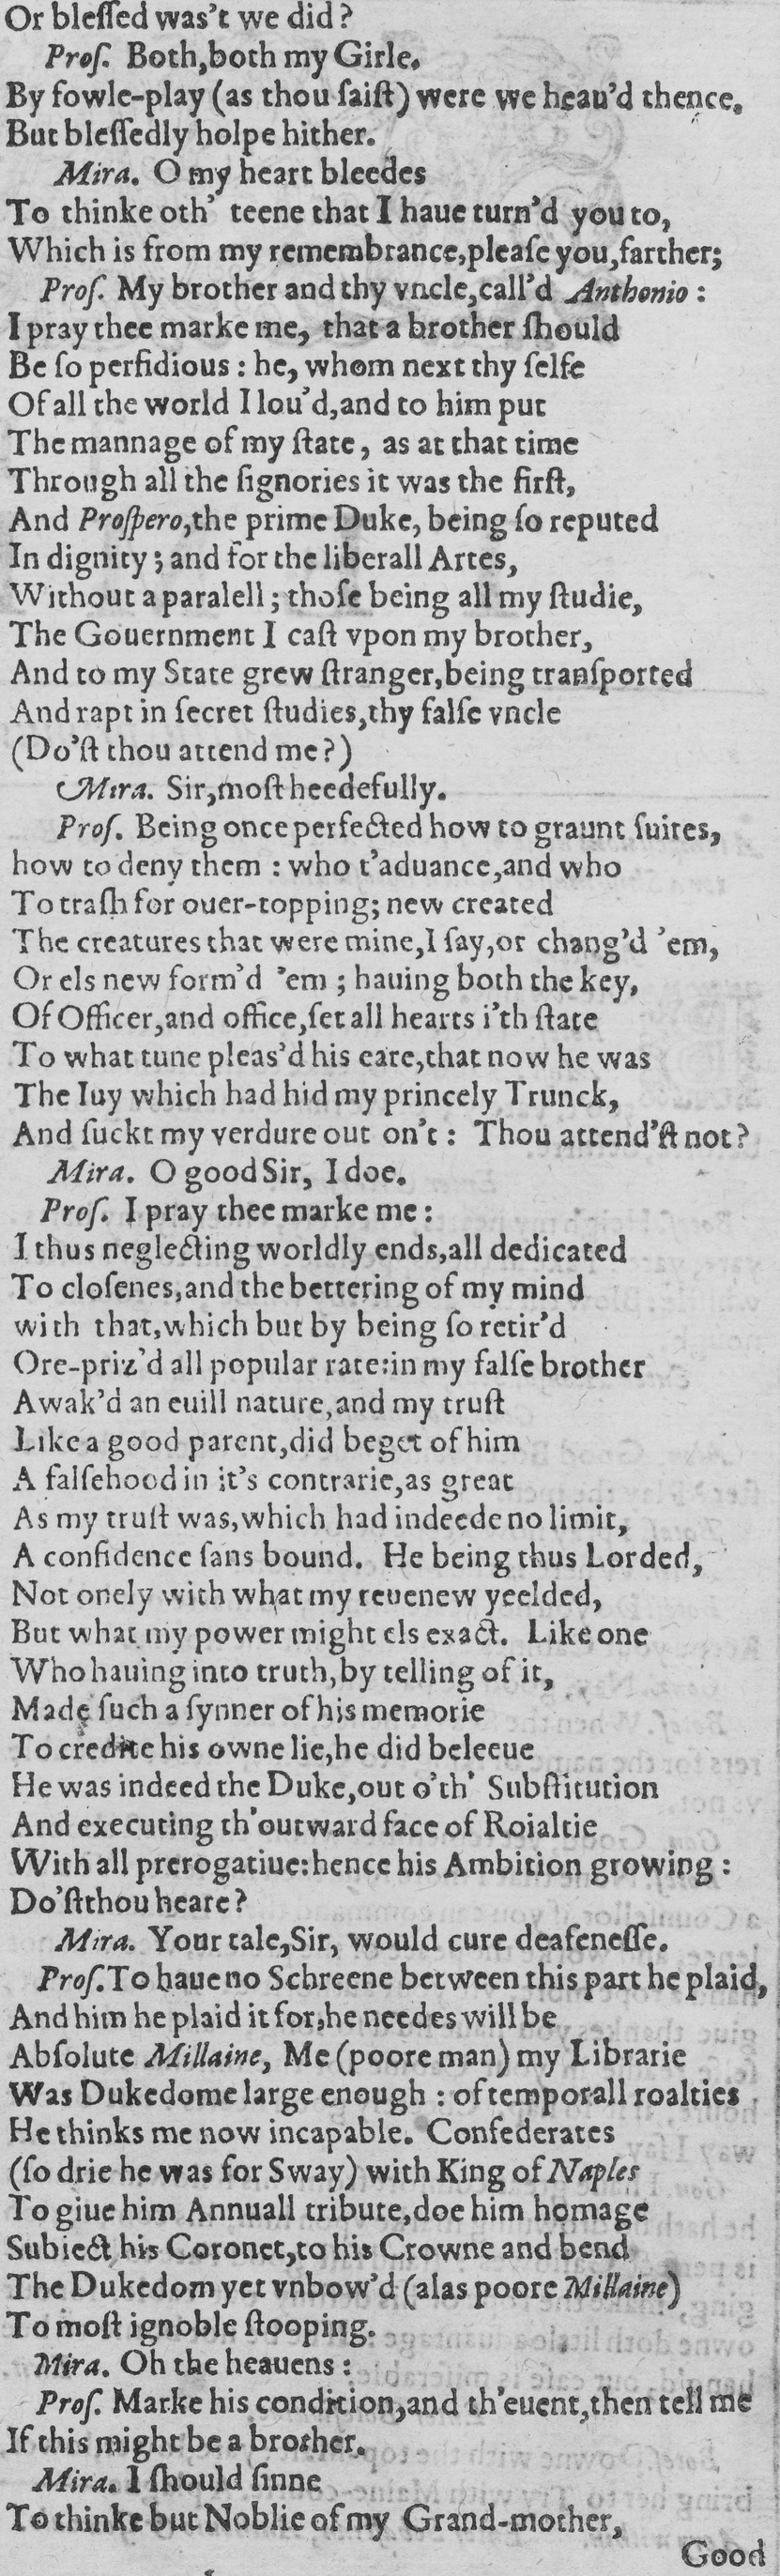 Or bleſſed was't we did?
Proſ. Both,both my Girle.
By fowle-play (as thou ſaiſt) were we heau'd thence,
But bleſſedly holpe hither.
Mira. O my heart bleedes
To thinke oth' teene that I haue turn'd you to,
Which is from my remembrance,pleaſe you,farther;
Proſ. My brother and thy vncle,call'd Anthonio:
I pray thee marke me, that a brother ſhould
Be ſo perfidious: he, whom next thy ſelfe
Of all the world I lou'd,and to him put
The mannage of my ſtate, as at that time
Through all the ſignories it was the firſt,
And Proſpero,the prime Duke, being ſo reputed
In dignity; and for the liberall Artes,
Without a paralell; thoſe being all my ſtudie,
The Gouernment I caſt vpon my brother,
And to my State grew ſtranger,being tranſported
And rapt in ſecret ſtudies,thy falſe vncle
(Do'ſt thou attend me?)
Mira. Sir,moſt heedefully.
Proſ. Being once perfected how to graunt ſuites,
how to deny them: who t'aduance,and who
To traſh for ouer-topping; new created
The creatures that were mine,I ſay,or chang'd 'em,
Or els new form'd 'em; hauing both the key,
Of Officer,and office,ſet all hearts i'th ſtate
To what tune pleas'd his eare,that now he was
The Iuy which had hid my princely Trunck,
And ſuckt my verdure out on't: Thou attend'ſt not?
Mira. O good Sir, I doe.
Proſ. I pray thee marke me:
I thus neglecting worldly ends,all dedicated
To cloſenes,and the bettering of my mind
with that,which but by being ſo retir'd
Ore-priz'd all popular rate:in my falſe brother
Awak'd an euill nature,and my truſt
Like a good parent,did beget of him
A falſehood in it's contrarie,as great
As my truſt was,which had indeede no limit,
A confidence ſans bound. He being thus Lorded,
Not onely with what my reuenew yeelded,
But what my power might els exact. Like one
Who hauing into truth,by telling of it,
Made ſuch a ſynner of his memorie
To credite his owne lie,he did beleeue
He was indeed the Duke,out o'th' Subſtitution
And executing th'outward face of Roialtie
With all prerogatiue:hence his Ambition growing:
Do'ſt thou heare?
Mira. Your tale,Sir, would cure deafeneſſe.
Proſ.To haue no Schreene between this part he plaid,
And him he plaid it for,he needes will be
Abſolute Millaine, Me (poore man) my Librarie
Was Dukedome large enough: of temporall roalties
He thinks me now incapable. Confederates
(ſo drie he was for Sway) with King of Naples
To giue him Annuall tribute,doe him homage
Subiect his Coronet,to his Crowne and bend
The Dukedom yet vnbow'd (alas poore Millaine)
To moſt ignoble ſtooping.
Mira. Oh the heauens:
Proſ. Marke his condition,and th'euent,then tell me
If this might be a brother.
Mira. I ſhould ſinne
To thinke but Noblie of my Grand-mother,
Good